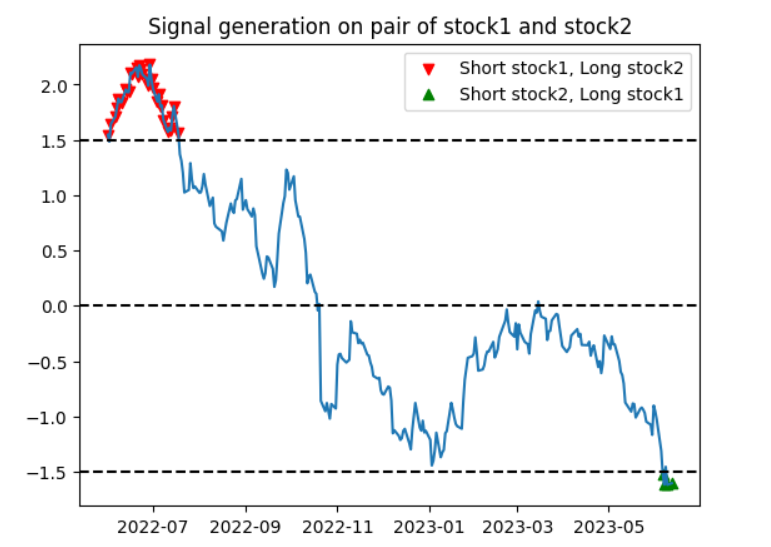 Signal generation on pair of stock1 and stock2
Short stock1, Long stock2
Short stock2, Long stock1
2.0
1.5
1.0
0.5
0.0
−0.5
−1.0
−1.5
2022-07 2022-09 2022-11 2023-01 2023-03 2023-05